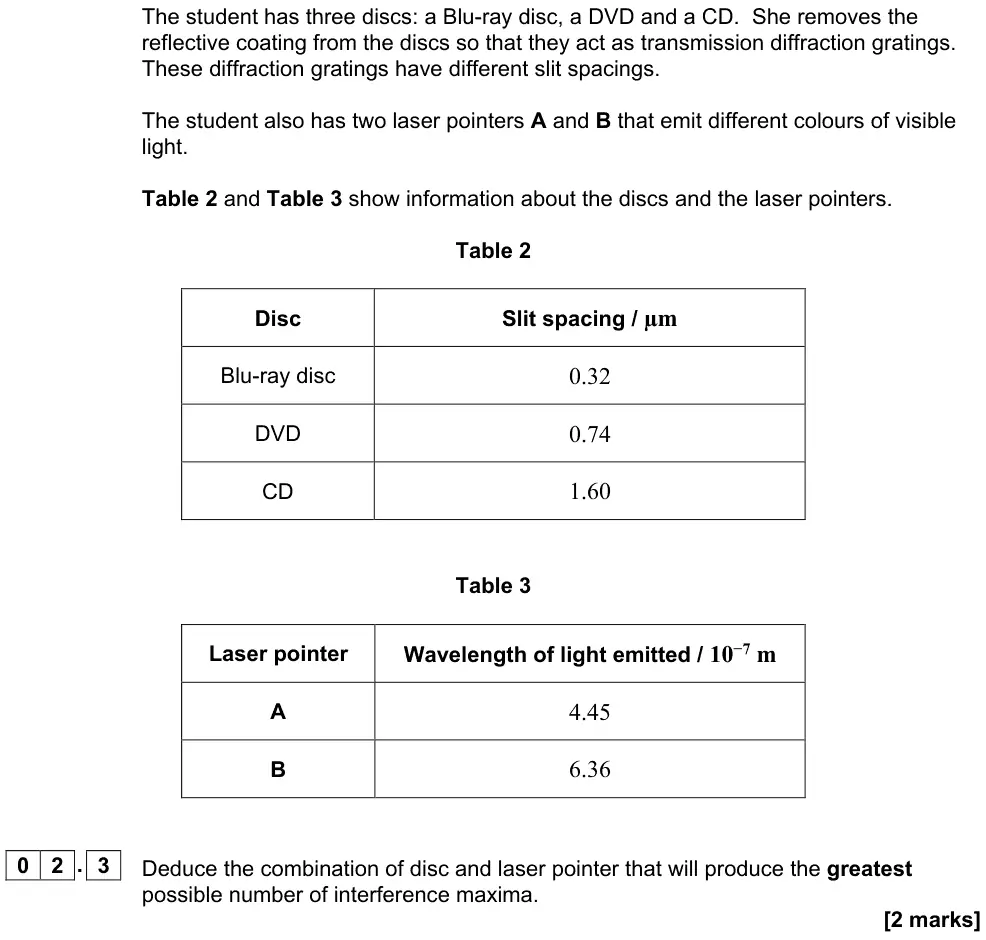 The student has three discs: a Blu-ray disc, a DVD and a CD.  She removes the
reflective coating from the discs so that they act as transmission diffraction gratings.
These diffraction gratings have different slit spacings.
The student also has two laser pointers A and B that emit different colours of visible
light.
Table 2 and Table 3 show information about the discs and the laser pointers.
Table 2
Disc Slit spacing / µm
Blu-ray disc 0.32
DVD 0.74
CD 1.60
Table 3
Laser pointer Wavelength of light emitted / 10⁻⁷ m
A 4.45
B 6.36
0 2 . 3 Deduce the combination of disc and laser pointer that will produce the greatest
possible number of interference maxima.
[2 marks]